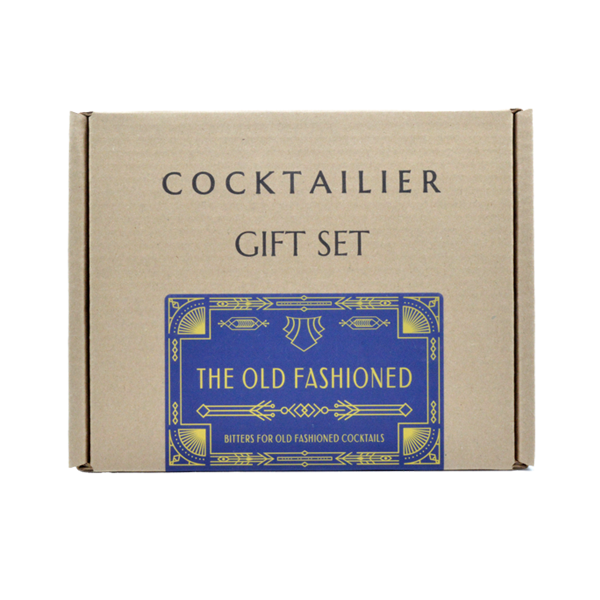 COCKTAILIER
GIFT SET
THE OLD FASHIONED
BITTERS FOR OLD FASHIONED COCKTAILS